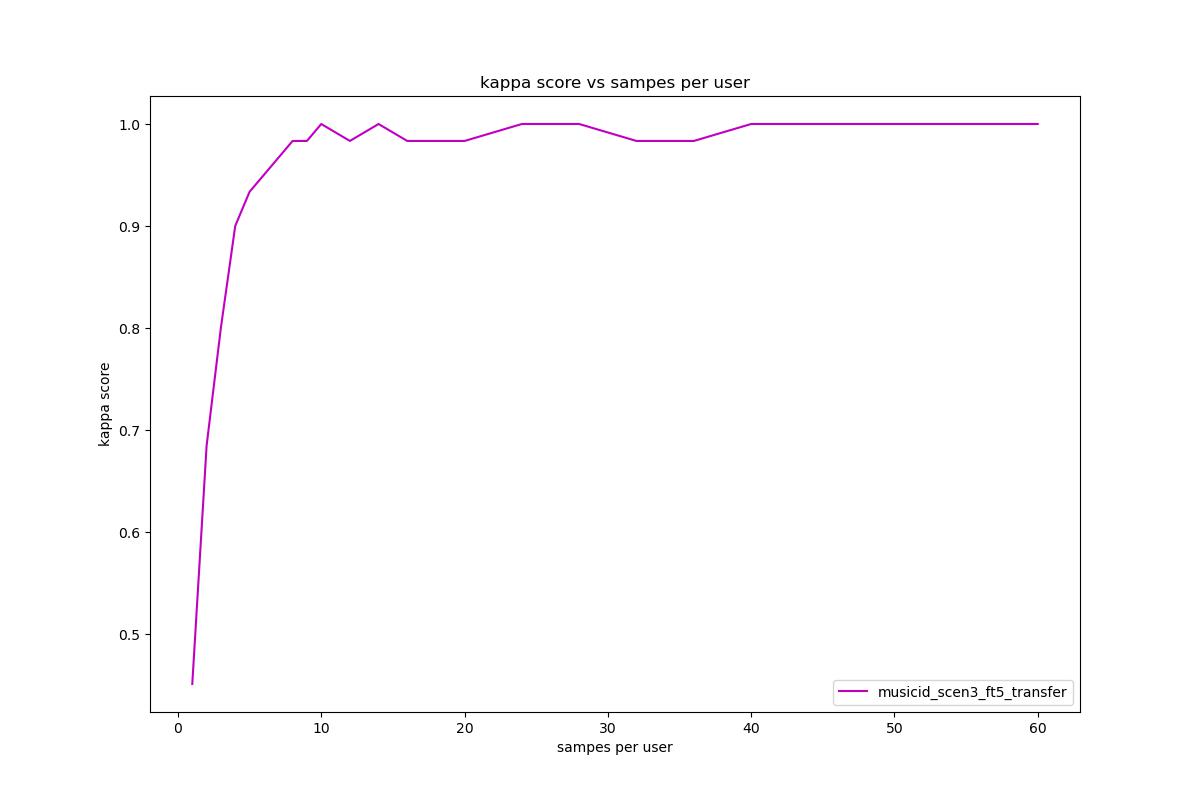 kappa score vs sampes per user
1.0
0.9
0.8
0.7
0.6
0.5
kappa score
musicid_scen3_ft5_transfer
0 10 20 30 40 50 60
sampes per user